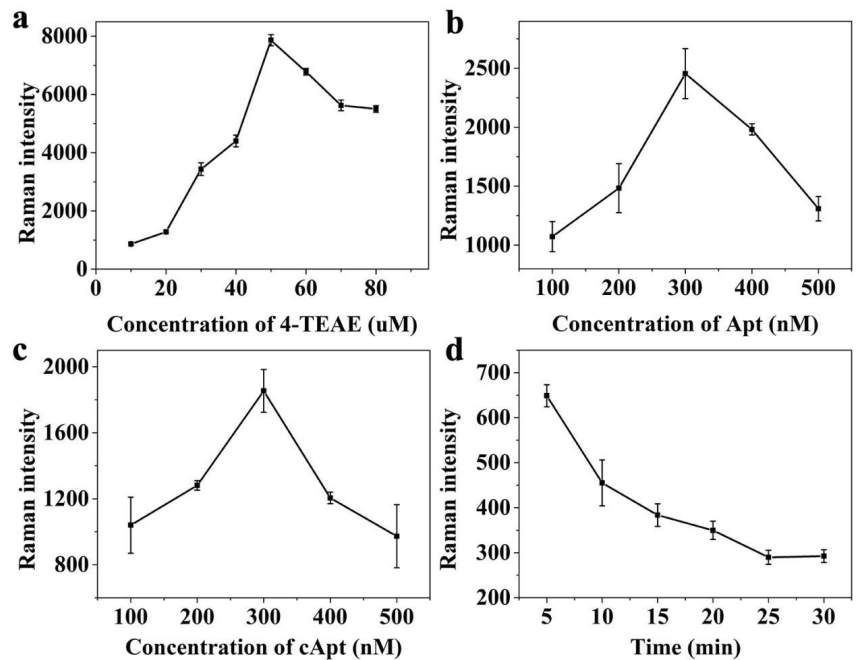 a
8000
6000
4000
2000
0
Raman intensity
0 20 40 60 80
Concentration of 4-TEAE (uM)
b
2500
2000
1500
1000
Raman intensity
100 200 300 400 500
Concentration of Apt (nM)
c
2000
1600
1200
800
Raman intensity
100 200 300 400 500
Concentration of cApt (nM)
d
700
600
500
400
300
200
Raman intensity
5 10 15 20 25 30
Time (min)